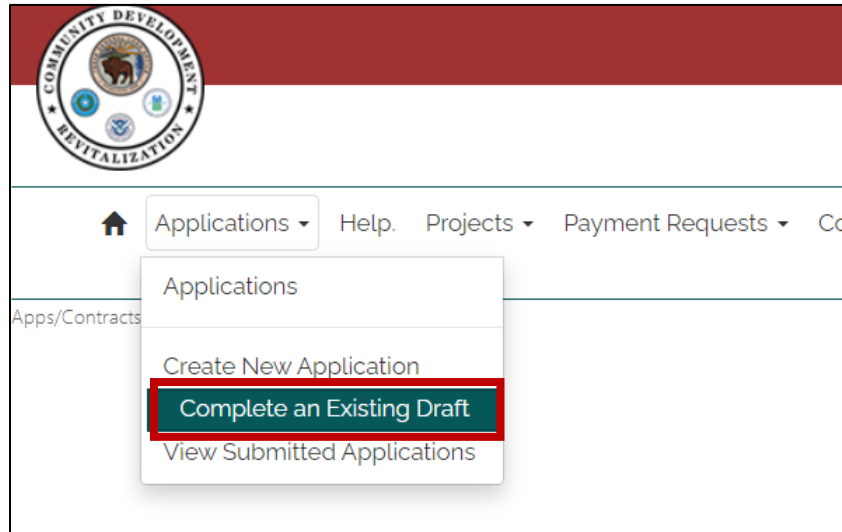 COMMUNITY DEVELOPMENT
REVITALIZATION
Applications Help. Projects Payment Requests
Applications
Apps/Contracts
Create New Application
Complete an Existing Draft
View Submitted Applications